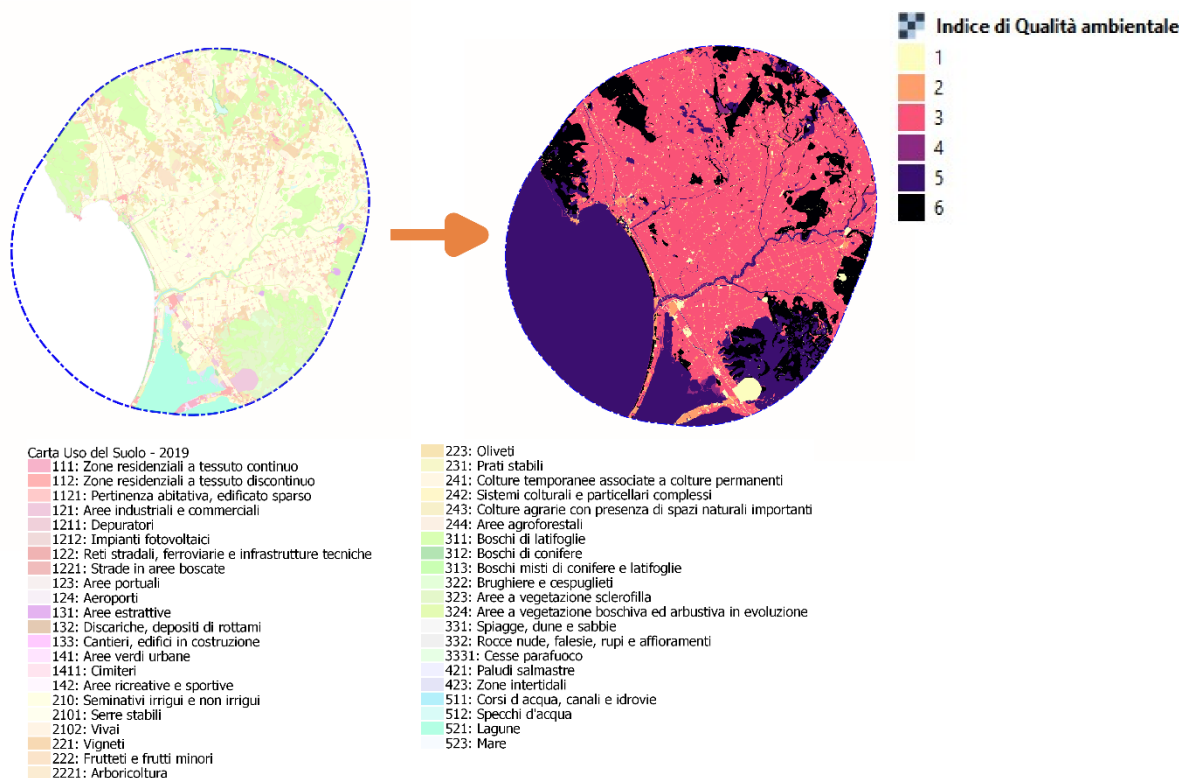 Indice di Qualità ambientale
1
2
3
4
5
6
Carta Uso del Suolo - 2019
111: Zone residenziali a tessuto continuo
112: Zone residenziali a tessuto discontinuo
1121: Pertinenza abitativa, edificato sparso
121: Aree industriali e commerciali
1211: Depuratori
1212: Impianti fotovoltaici
122: Reti stradali, ferroviarie e infrastrutture tecniche
1221: Strade in aree boscate
123: Aree portuali
124: Aeroporti
131: Aree estrattive
132: Discariche, depositi di rottami
133: Cantieri, edifici in costruzione
141: Aree verdi urbane
1411: Cimiteri
142: Aree ricreative e sportive
210: Seminativi irrigui e non irrigui
2101: Serre stabili
2102: Vivai
221: Vigneti
222: Frutteti e frutti minori
2221: Arboricoltura
223: Oliveti
231: Prati stabili
241: Colture temporanee associate a colture permanenti
242: Sistemi colturali e particellari complessi
243: Colture agrarie con presenza di spazi naturali importanti
244: Aree agroforestali
311: Boschi di latifoglie
312: Boschi di conifere
313: Boschi misti di conifere e latifoglie
322: Brughiere e cespuglieti
323: Aree a vegetazione sclerofilla
324: Aree a vegetazione boschiva ed arbustiva in evoluzione
331: Spiagge, dune e sabbie
332: Rocce nude, falesie, rupi e affioramenti
3331: Cesse parafuoco
421: Paludi salmastre
423: Zone intertidali
511: Corsi d acqua, canali e idrovie
512: Specchi d'acqua
521: Lagune
523: Mare